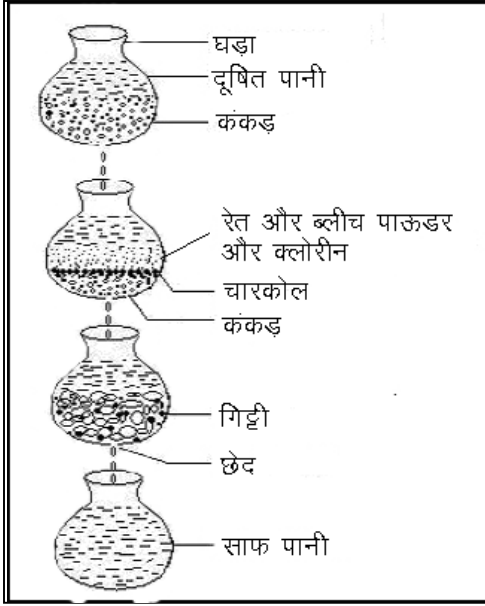 घड़ा
दूषित पानी
कंकड़
रेत और ब्लीच पाऊडर
और क्लोरीन
चारकोल
कंकड़
गिट्टी
छेद
साफ पानी